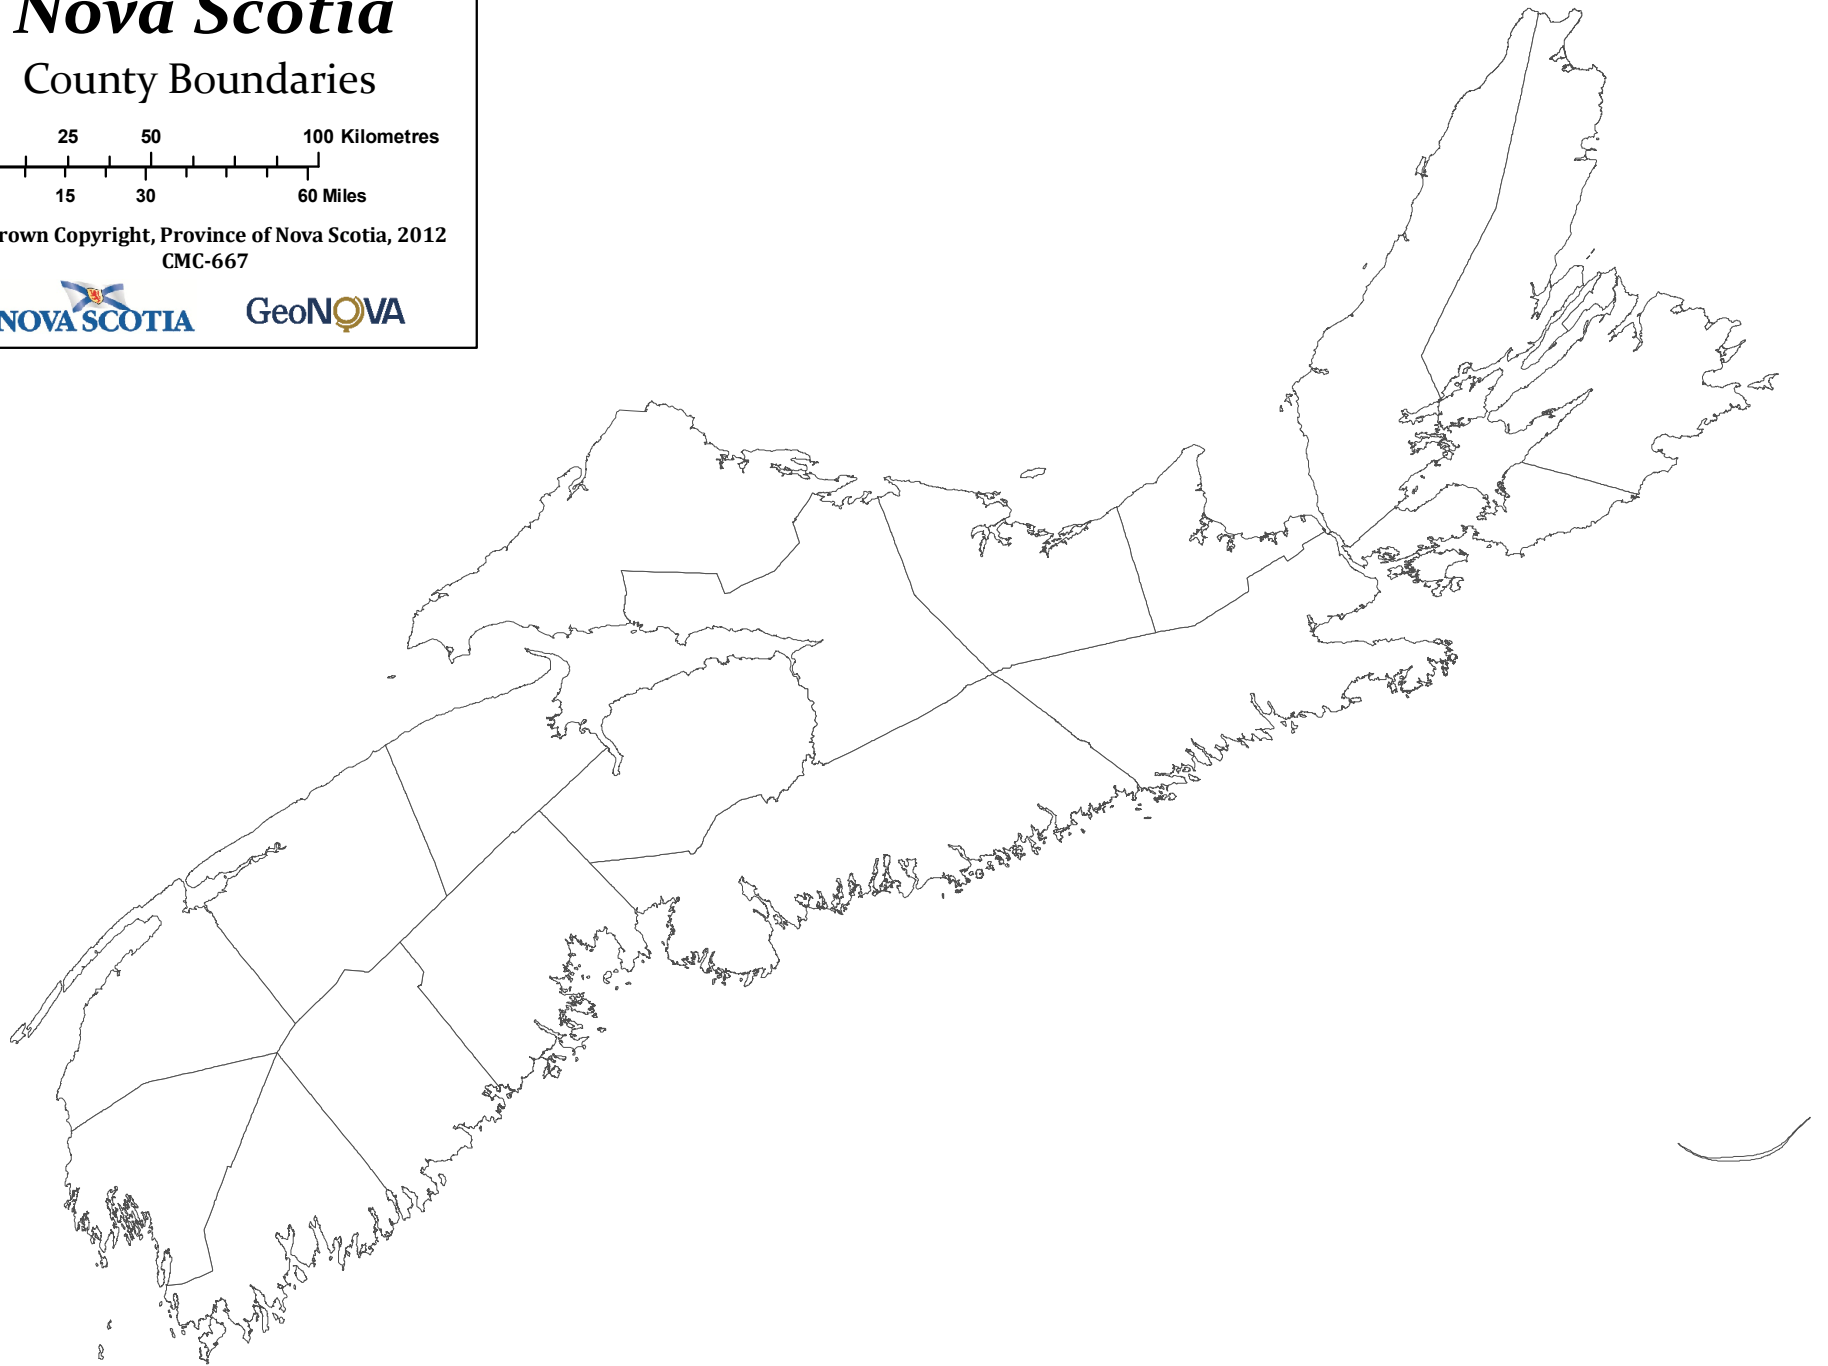 Nova Scotia
County Boundaries
25 50 100 Kilometres
15 30 60 Miles
rown Copyright, Province of Nova Scotia, 2012
CMC-667
NOVA SCOTIA
GeoNOVA